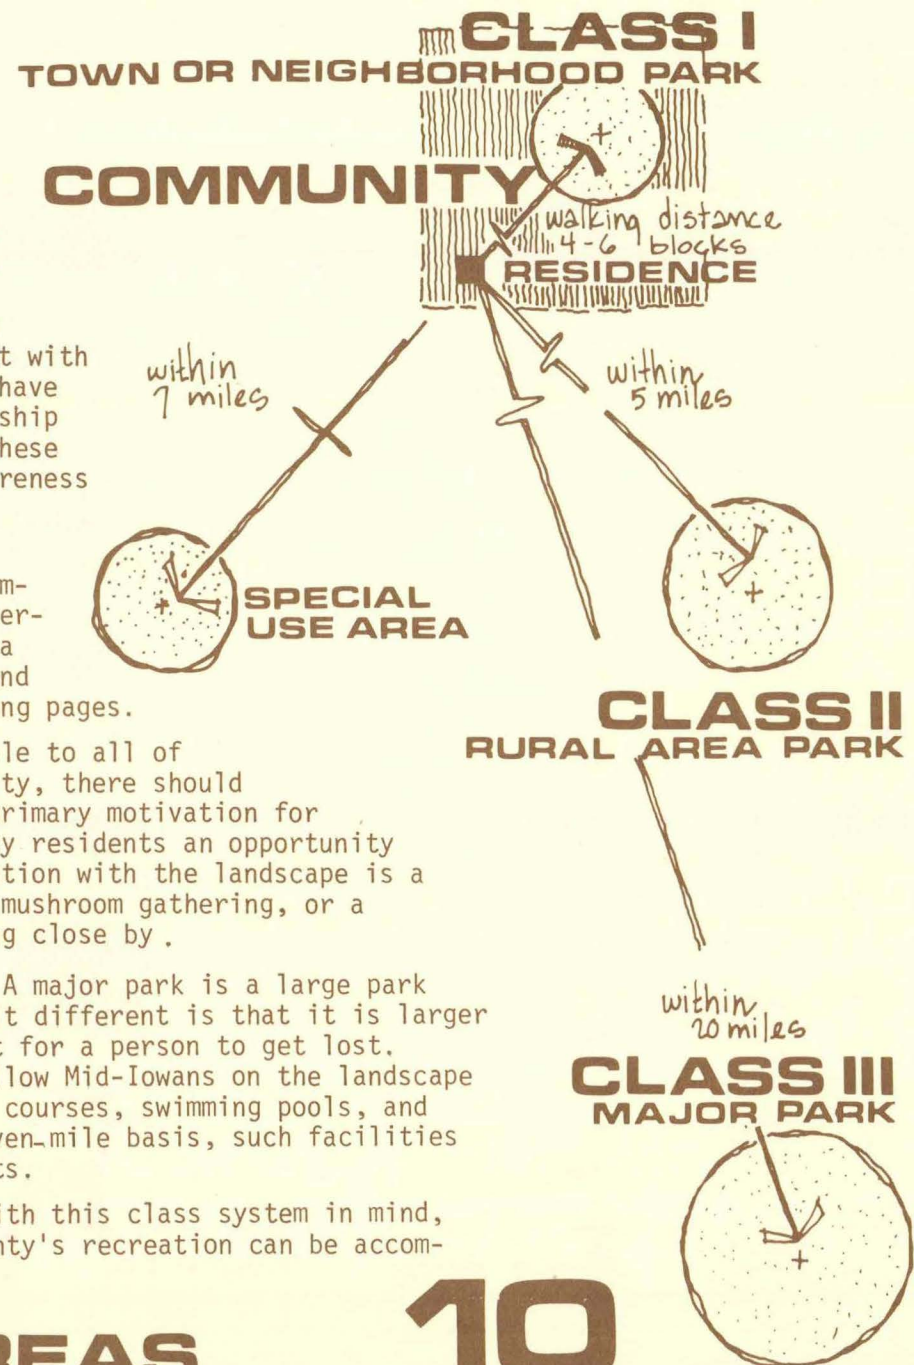 CLASS I
TOWN OR NEIGHBORHOOD PARK
COMMUNITY
walking distance
4-6 blocks
RESIDENCE
t with
have
ship
hese
reness
within
7 miles
within
5 miles
SPECIAL
USE AREA
m-
er-
a
nd
ng pages.
CLASS II
RURAL AREA PARK
le to all of
ty, there should
rimary motivation for
y residents an opportunity
tion with the landscape is a
mushroom gathering, or a
g close by.
A major park is a large park
t different is that it is larger
t for a person to get lost.
low Mid-Iowans on the landscape
courses, swimming pools, and
ven-mile basis, such facilities
ts.
within
20 miles
CLASS III
MAJOR PARK
ith this class system in mind,
nty's recreation can be accom-
10
REAS